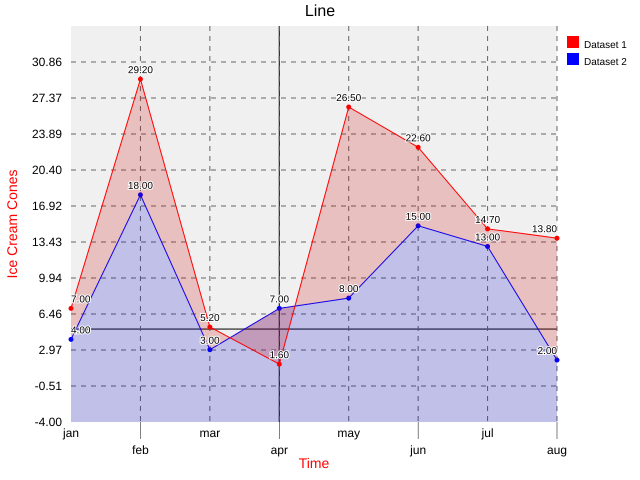 Line
Dataset 1
Dataset 2
Ice Cream Cones
30.86
27.37
23.89
20.40
16.92
13.43
9.94
6.46
2.97
-0.51
-4.00
7.00
29.20
5.20
1.60
26.50
22.60
14.70
13.80
4.00
18.00
3.00
7.00
8.00
15.00
13.00
2.00
jan
feb
mar
apr
may
jun
jul
aug
Time